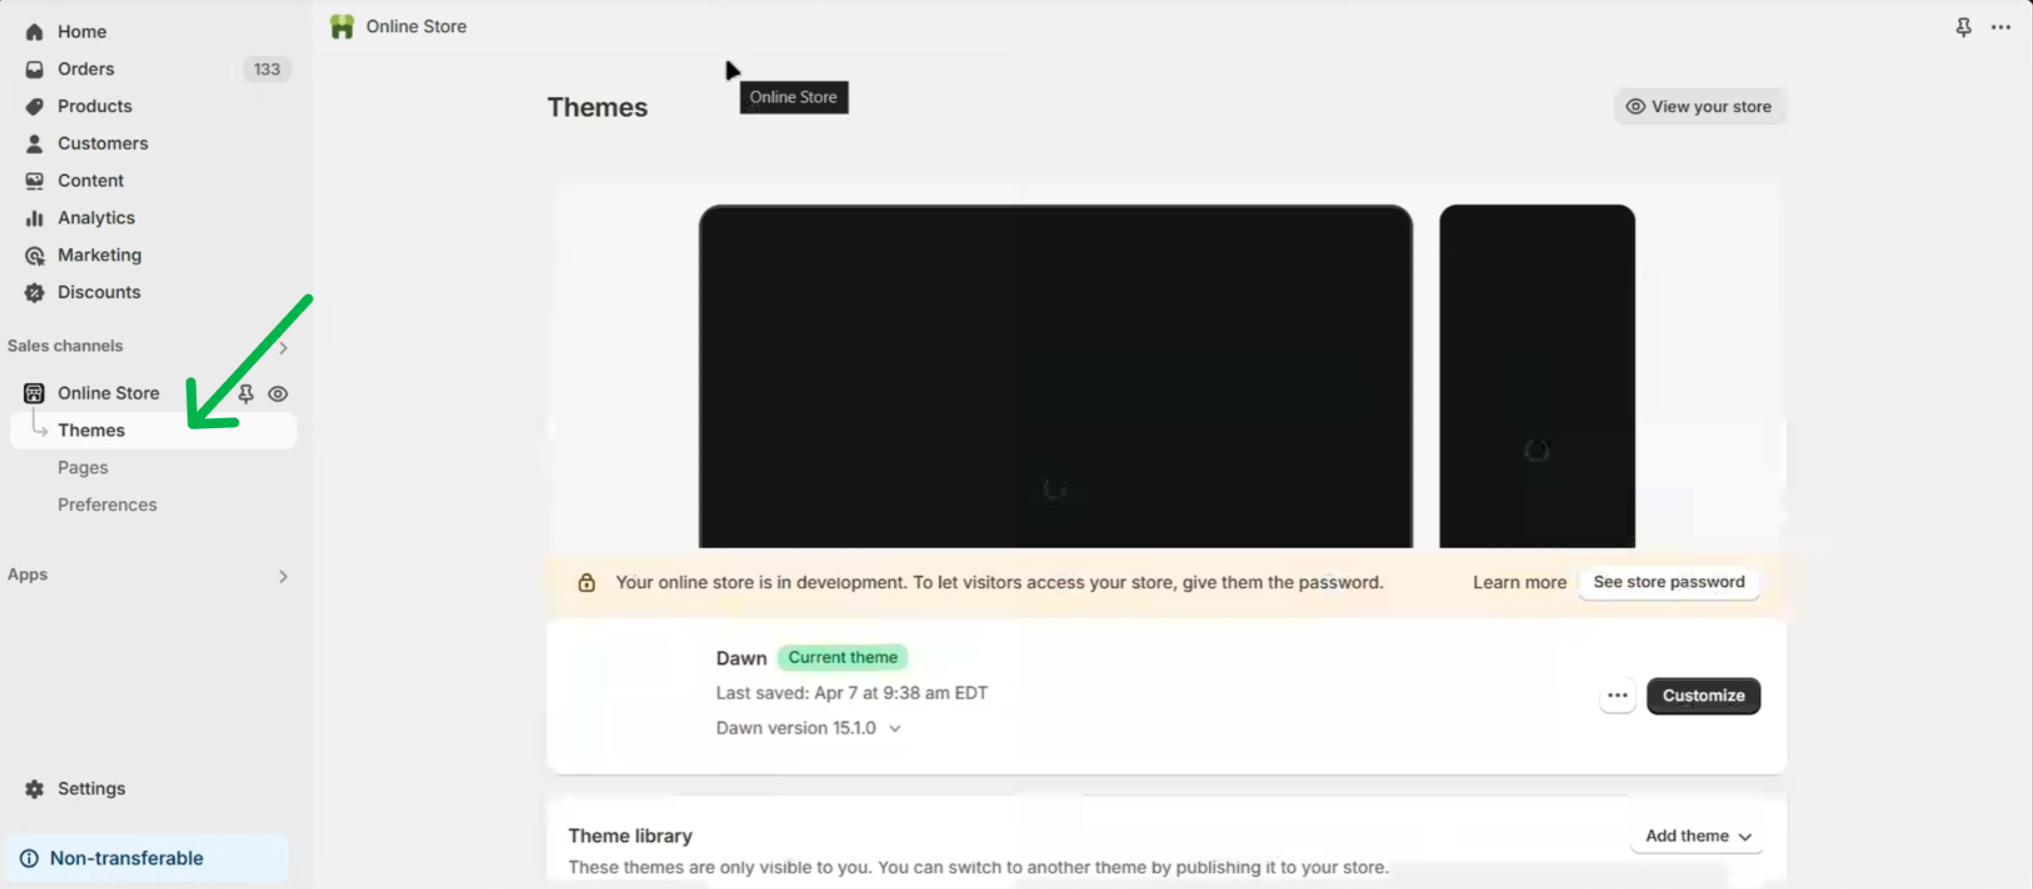 Home
Orders 133
Products
Customers
Content
Analytics
Marketing
Discounts
Sales channels
Online Store
Themes
Pages
Preferences
Apps
Settings
Non-transferable
Online Store
Online Store
Themes
View your store
Your online store is in development. To let visitors access your store, give them the password. Learn more See store password
Dawn Current theme
Last saved: Apr 7 at 9:38 am EDT
Dawn version 15.1.0
Customize
Theme library
Add theme
These themes are only visible to you. You can switch to another theme by publishing it to your store.